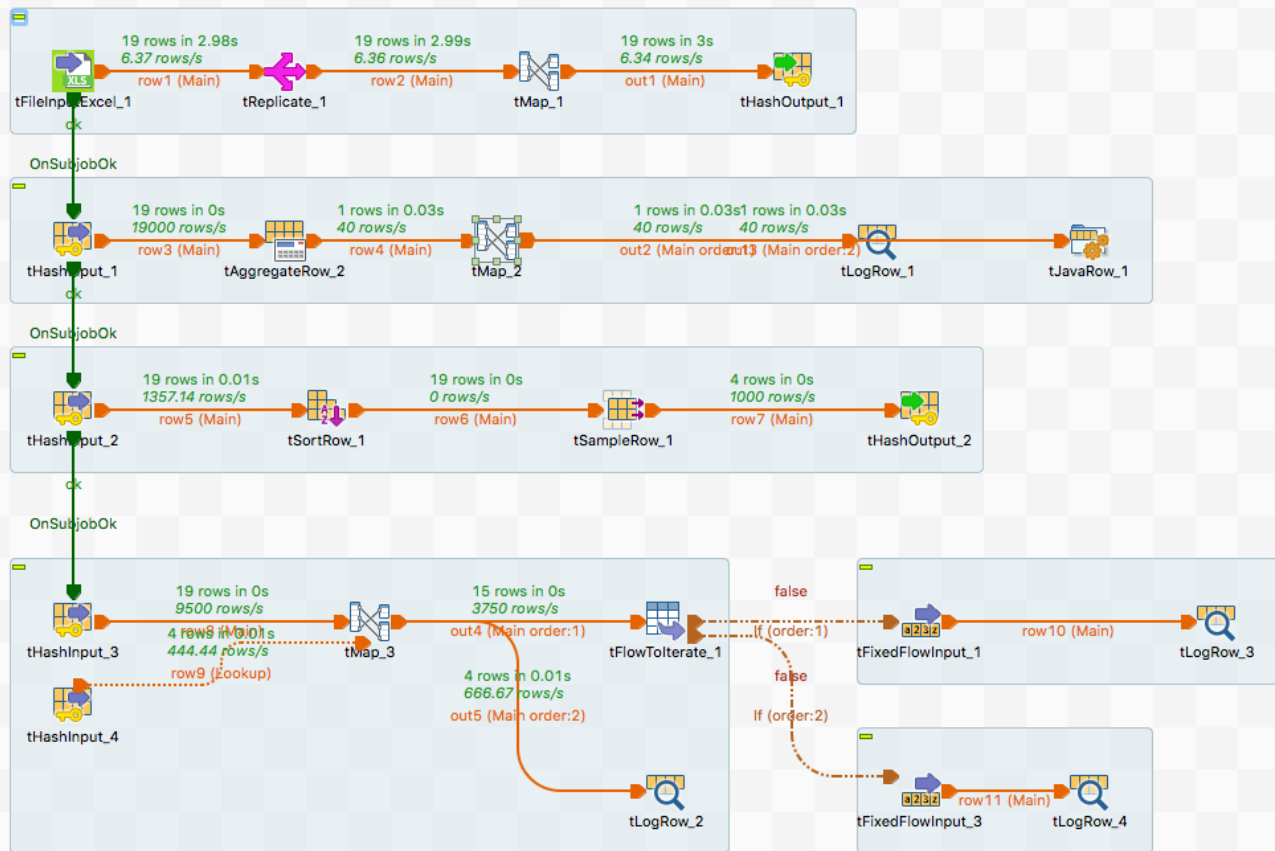 19 rows in 2.98s
6.37 rows/s
row1 (Main)
19 rows in 2.99s
6.36 rows/s
row2 (Main)
19 rows in 3s
6.34 rows/s
out1 (Main)
XLS
tFileInputExcel_1
tReplicate_1
tMap_1
tHashOutput_1
ok
OnSubjobOk
19 rows in 0s
19000 rows/s
row3 (Main)
1 rows in 0.03s
40 rows/s
row4 (Main)
1 rows in 0.03s
40 rows/s
out2 (Main order:1)
1 rows in 0.03s
40 rows/s
out3 (Main order:2)
tHashInput_1
tAggregateRow_2
tMap_2
tLogRow_1
tJavaRow_1
ok
OnSubjobOk
19 rows in 0.01s
1357.14 rows/s
row5 (Main)
19 rows in 0s
0 rows/s
row6 (Main)
4 rows in 0s
1000 rows/s
row7 (Main)
tHashInput_2
tSortRow_1
tSampleRow_1
tHashOutput_2
ok
OnSubjobOk
19 rows in 0s
9500 rows/s
4 rows in 0.01s
444.44 rows/s
row9 (Lookup)
15 rows in 0s
3750 rows/s
out4 (Main order:1)
false
If (order:1)
row10 (Main)
tHashInput_3
tMap_3
tFlowToIterate_1
tFixedFlowInput_1
tLogRow_3
4 rows in 0.01s
666.67 rows/s
out5 (Main order:2)
false
If (order:2)
tHashInput_4
row11 (Main)
tLogRow_2
tFixedFlowInput_3
tLogRow_4